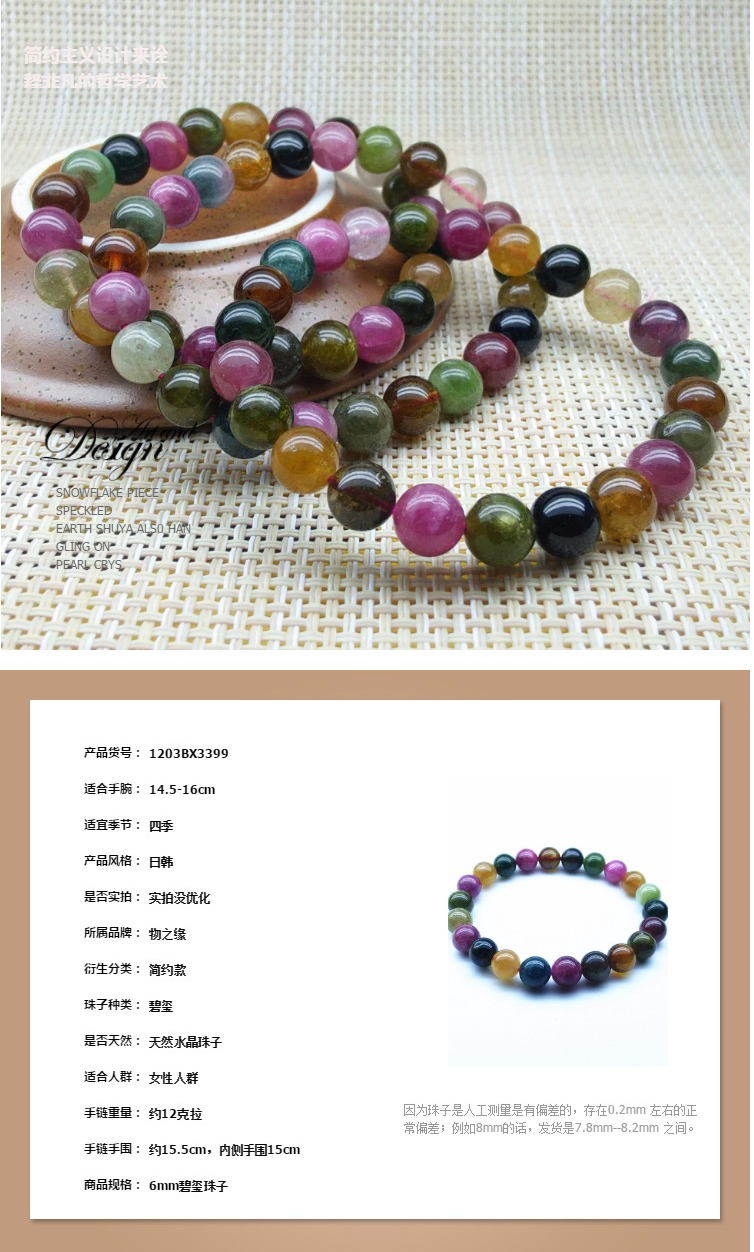 简约主义设计来诠
释非凡的哲学艺术
Design
SNOWFLAKE PIECE
SPECKLED
EARTH SHUYA ALSO HAN
GLING ON
PEARL CRYS
产品货号： 1203BX3399
适合手腕： 14.5-16cm
适宜季节： 四季
产品风格： 日韩
是否实拍： 实拍没优化
所属品牌： 物之缘
衍生分类： 简约款
珠子种类： 碧玺
是否天然： 天然水晶珠子
适合人群： 女性人群
手链重量： 约12克拉
手链手围： 约15.5cm，内侧手围15cm
商品规格： 6mm碧玺珠子
因为珠子是人工测量是有偏差的，存在0.2mm 左右的正
常偏差；例如8mm的话，发货是7.8mm--8.2mm 之间。